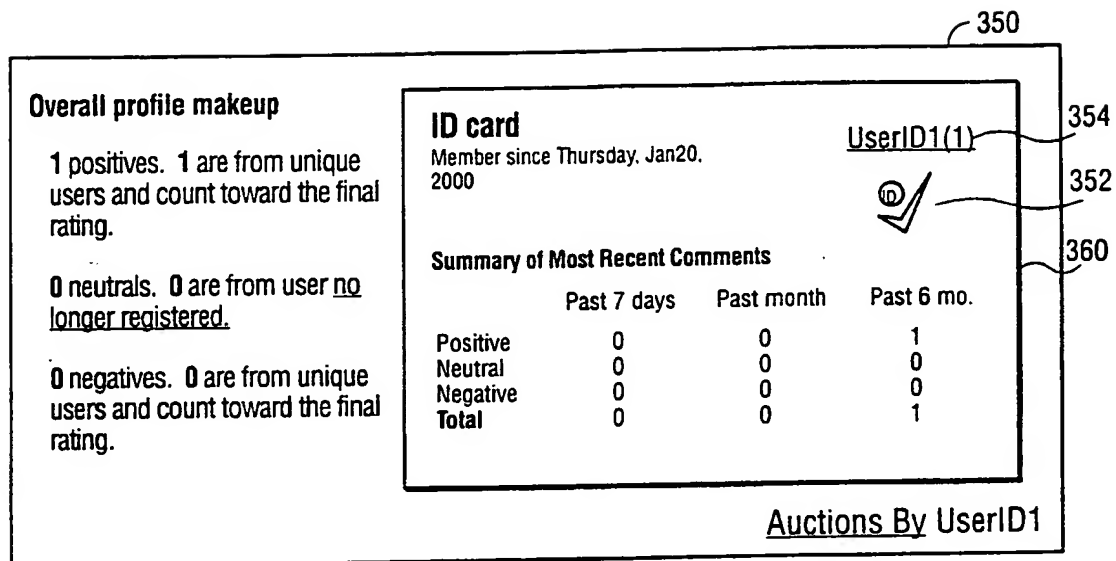 350
Overall profile makeup
1 positives. 1 are from unique
users and count toward the final
rating.
0 neutrals. 0 are from user no
longer registered.
0 negatives. 0 are from unique
users and count toward the final
rating.
ID card
Member since Thursday, Jan20,
2000
UserID1(1)
354
iD
352
360
Summary of Most Recent Comments
Past 7 days Past month Past 6 mo.
Positive 0 0 1
Neutral 0 0 0
Negative 0 0 0
Total 0 0 1
Auctions By UserID1